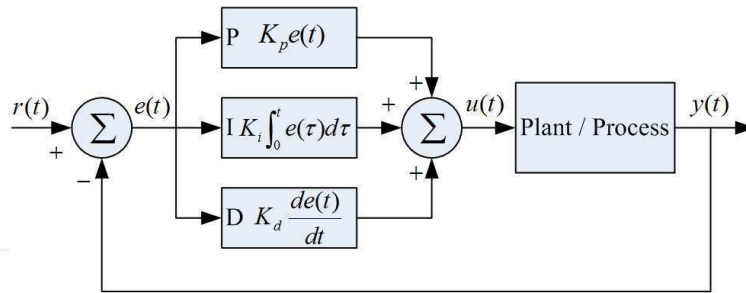 P K_p e(t)
r(t)
+
−
Σ
e(t)
I K_i ∫_0^t e(τ)dτ
+
+
+
Σ
u(t)
Plant / Process
y(t)
D K_d de(t)/dt